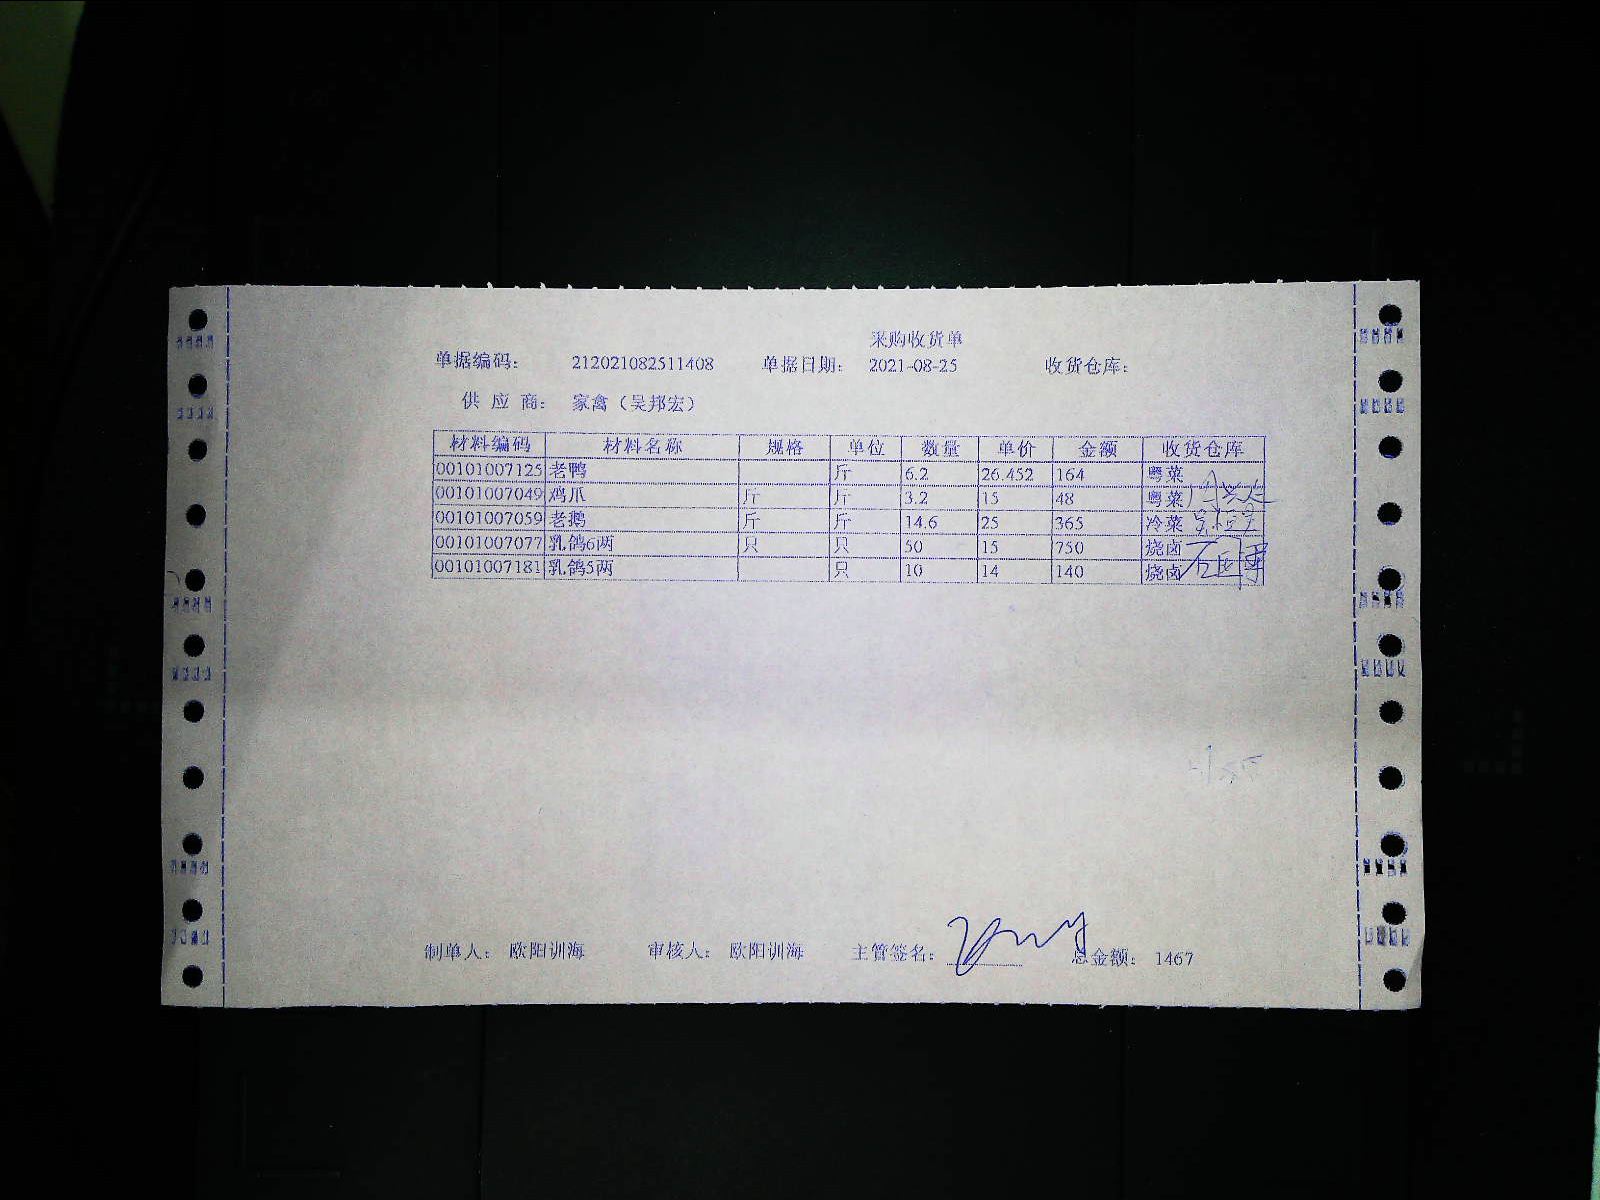 采购收货单
单据编码: 212021082511408 单据日期: 2021-08-25 收货仓库:
供应商: 家禽（吴邦宏）
材料编码 材料名称 规格 单位 数量 单价 金额 收货仓库
00101007125 老鸭 斤 6.2 26.452 164 粤菜
00101007049 鸡爪 斤 斤 3.2 15 48 粤菜
00101007059 老鹅 斤 斤 14.6 25 365 冷菜
00101007077 乳鸽6两 只 只 50 15 750 烧卤
00101007181 乳鸽5两 只 10 14 140 烧卤
制单人: 欧阳训海 审核人: 欧阳训海 主管签名: 总金额: 1467